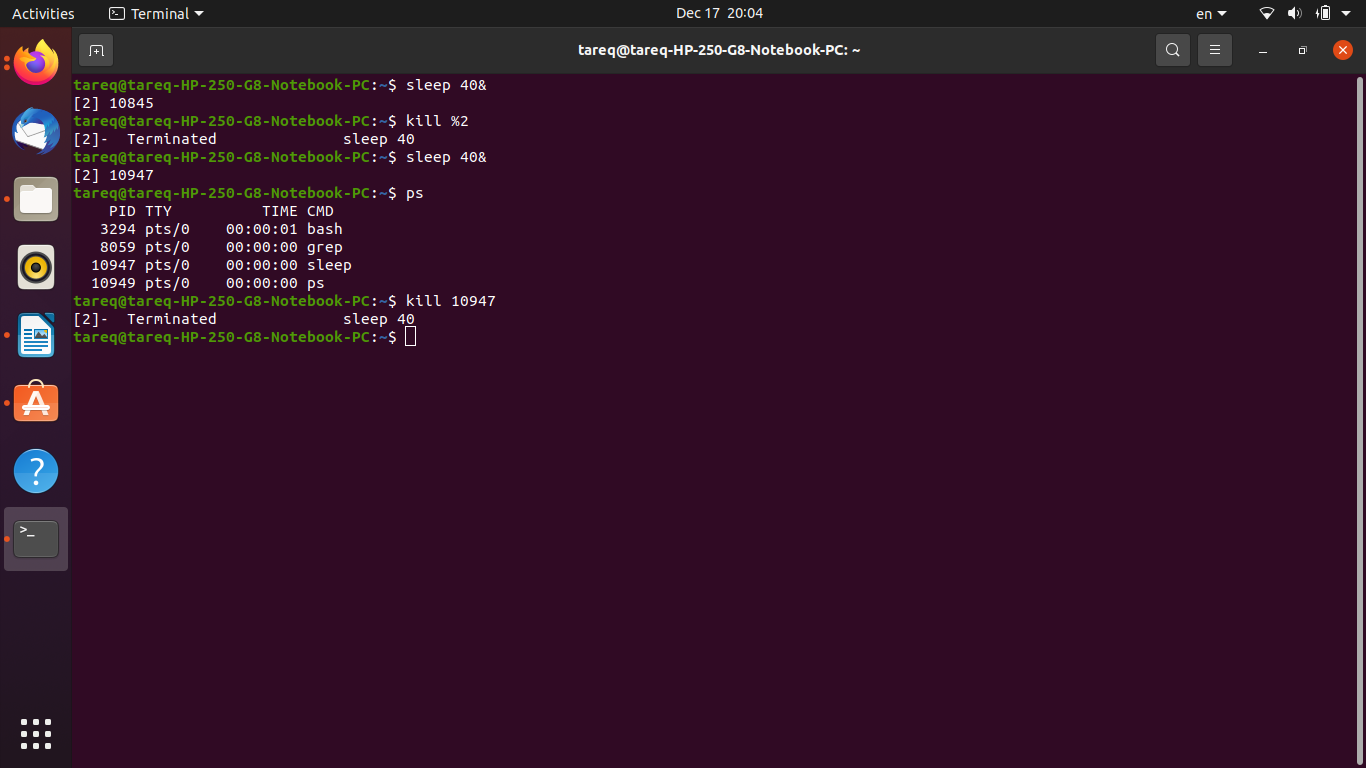 Activities Terminal Dec 17 20:04 en
tareq@tareq-HP-250-G8-Notebook-PC: ~
tareq@tareq-HP-250-G8-Notebook-PC:~$ sleep 40&
[2] 10845
tareq@tareq-HP-250-G8-Notebook-PC:~$ kill %2
[2]-  Terminated              sleep 40
tareq@tareq-HP-250-G8-Notebook-PC:~$ sleep 40&
[2] 10947
tareq@tareq-HP-250-G8-Notebook-PC:~$ ps
    PID TTY          TIME CMD
   3294 pts/0    00:00:01 bash
   8059 pts/0    00:00:00 grep
  10947 pts/0    00:00:00 sleep
  10949 pts/0    00:00:00 ps
tareq@tareq-HP-250-G8-Notebook-PC:~$ kill 10947
[2]-  Terminated              sleep 40
tareq@tareq-HP-250-G8-Notebook-PC:~$